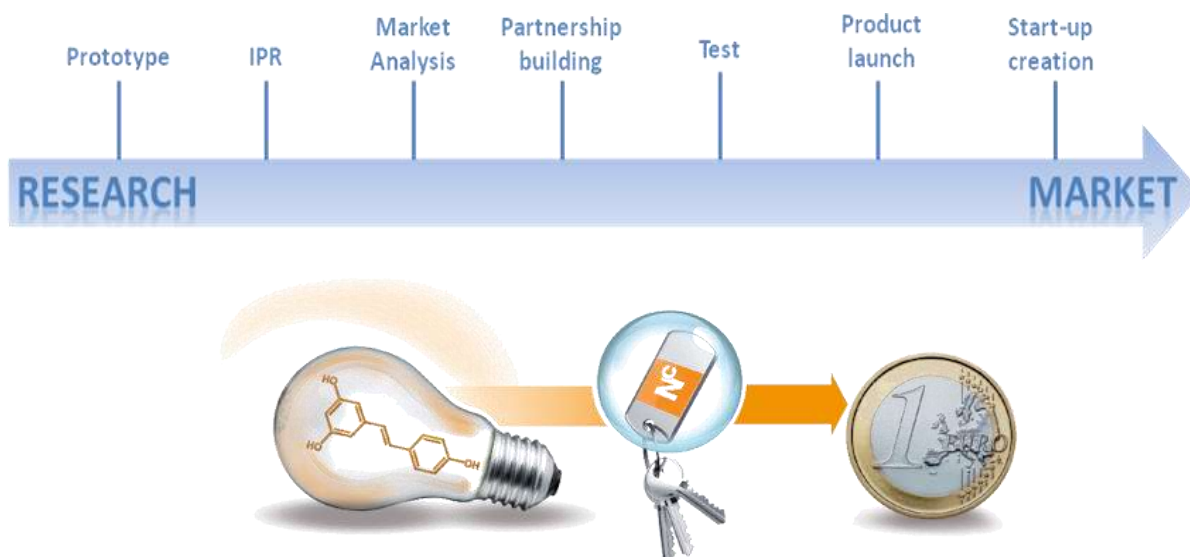 Prototype
IPR
Market
Analysis
Partnership
building
Test
Product
launch
Start-up
creation
RESEARCH
MARKET
HO
HO
OH
NC
1
EURO